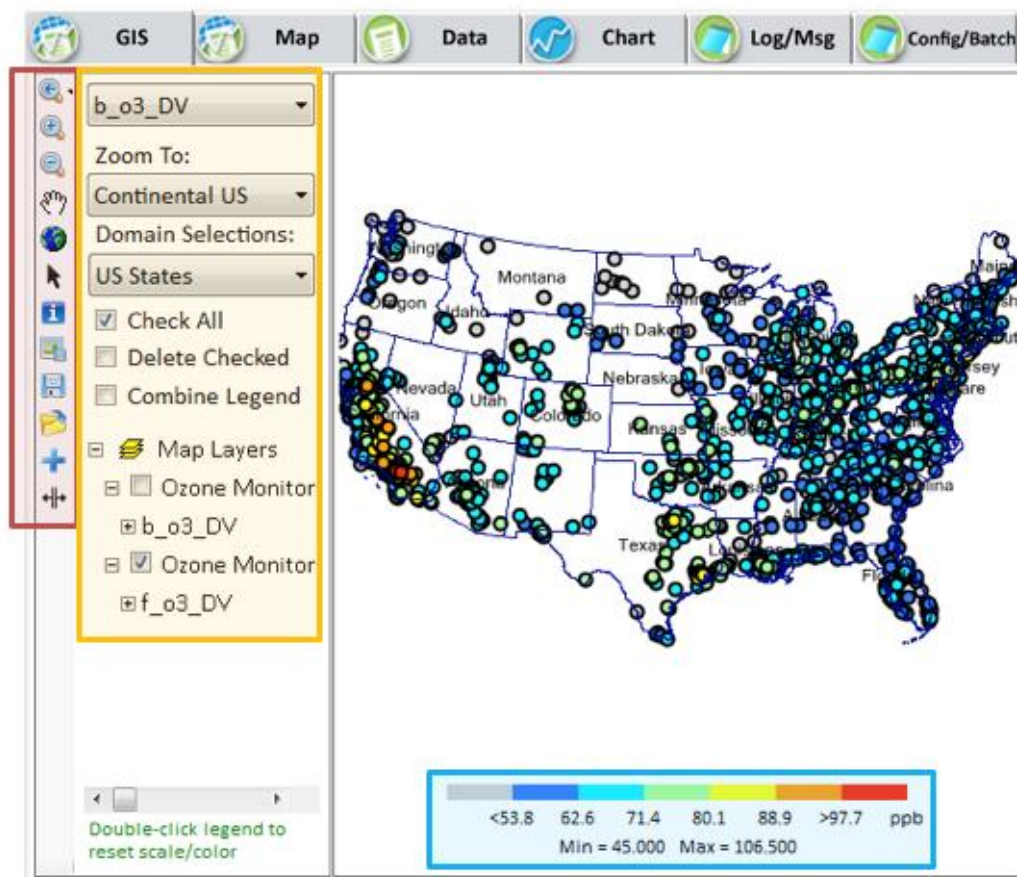 GIS Map Data Chart Log/Msg Config/Batch
b_o3_DV
Zoom To:
Continental US
Domain Selections:
US States
Check All
Delete Checked
Combine Legend
Map Layers
Ozone Monitor
b_o3_DV
Ozone Monitor
f_o3_DV
Double-click legend to
reset scale/color
Montana
Maine
Oregon
Idaho
South Dakota
Nebraska
Nevada
Utah
Colorado
Kansas
Texas
<53.8 62.6 71.4 80.1 88.9 >97.7 ppb
Min = 45.000 Max = 106.500